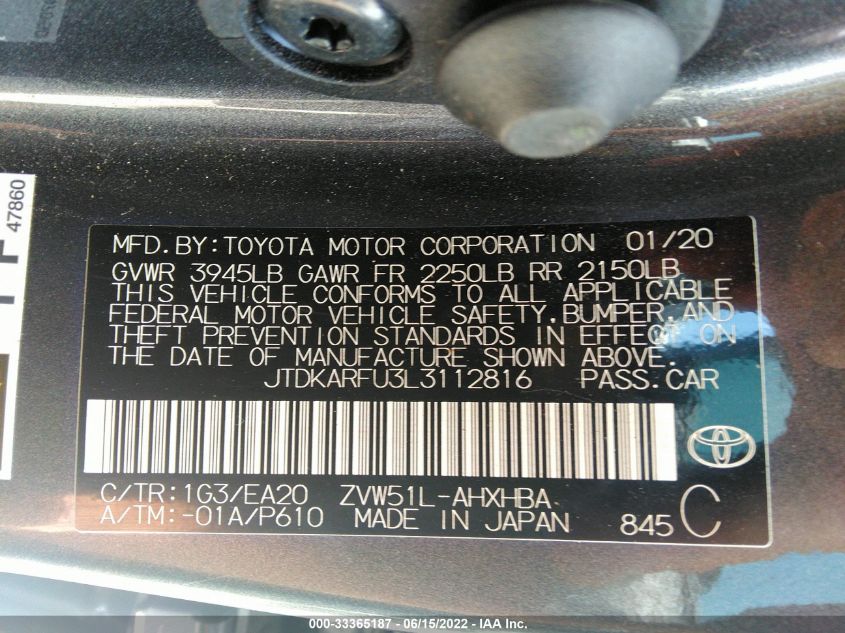 47860
MFD.BY:TOYOTA MOTOR CORPORATION 01/20
GVWR 3945LB GAWR FR 2250LB RR 2150LB
THIS VEHICLE CONFORMS TO ALL APPLICABLE
FEDERAL MOTOR VEHICLE SAFETY,BUMPER,AND
THEFT PREVENTION STANDARDS IN EFFECT ON
THE DATE OF MANUFACTURE SHOWN ABOVE.
JTDKARFU3L3112816 PASS.CAR
C/TR:1G3/EA20 ZVW51L-AHXHBA
A/TM:-01A/P610 MADE IN JAPAN 845 C
000-33365187 - 06/15/2022 - IAA Inc.